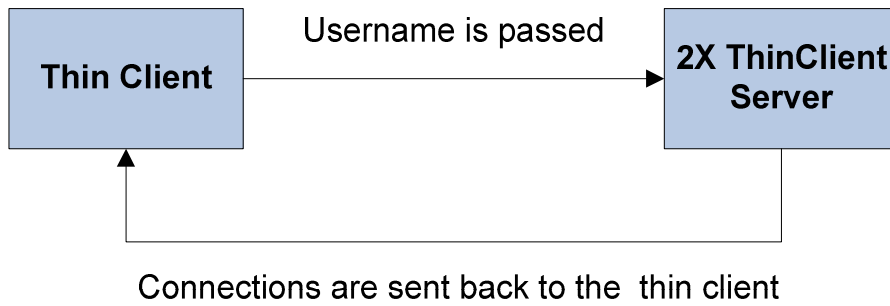 Username is passed
Thin Client
2X ThinClient
Server
Connections are sent back to the thin client